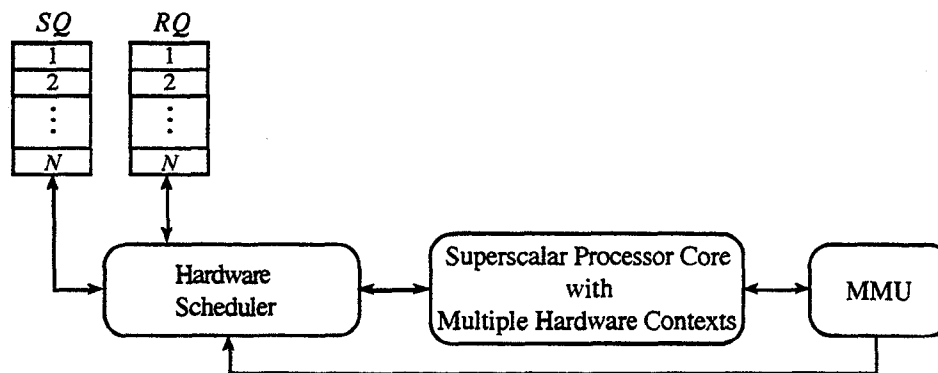 SQ RQ
1 1
2 2
⋮ ⋮
N N
Hardware
Scheduler
Superscalar Processor Core
with
Multiple Hardware Contexts
MMU